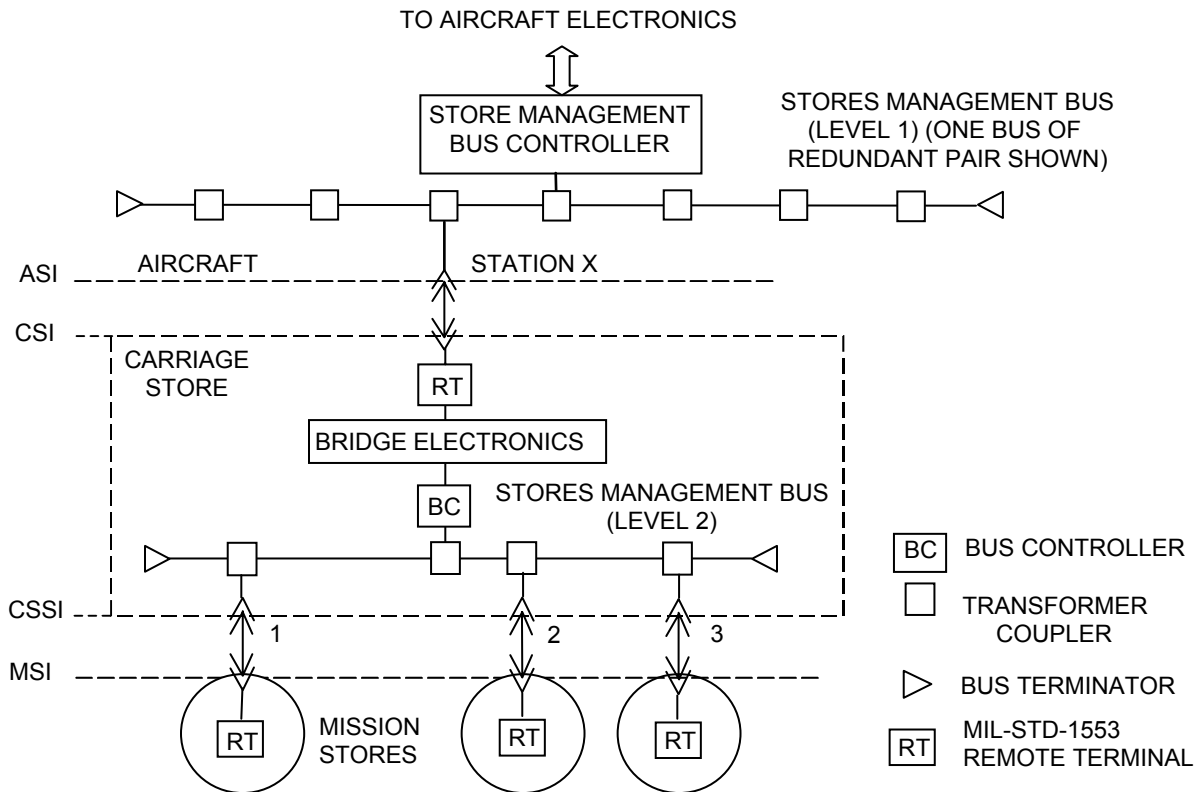 TO AIRCRAFT ELECTRONICS
STORE MANAGEMENT
BUS CONTROLLER
STORES MANAGEMENT BUS
(LEVEL 1) (ONE BUS OF
REDUNDANT PAIR SHOWN)
ASI
AIRCRAFT
STATION X
CSI
CARRIAGE
STORE
RT
BRIDGE ELECTRONICS
BC
STORES MANAGEMENT BUS
(LEVEL 2)
CSSI
1
2
3
MSI
RT
MISSION
STORES
RT
RT
BC
BUS CONTROLLER
TRANSFORMER
COUPLER
BUS TERMINATOR
RT
MIL-STD-1553
REMOTE TERMINAL